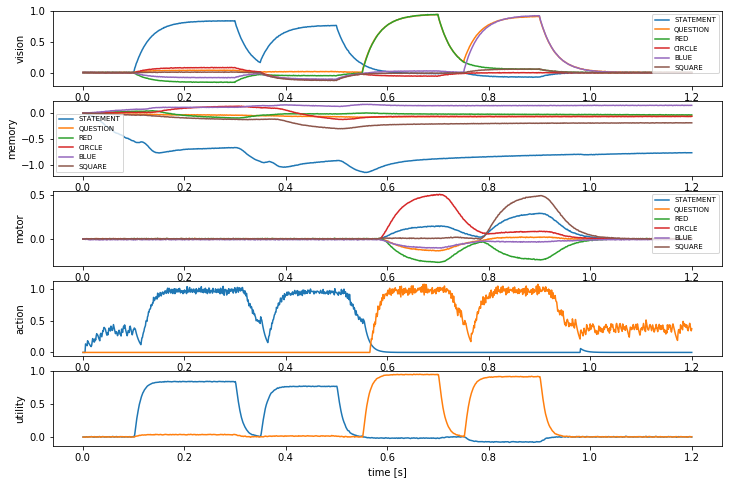 vision
1.0
0.5
0.0
STATEMENT
QUESTION
RED
CIRCLE
BLUE
SQUARE
0.0 0.2 0.4 0.6 0.8 1.0 1.2
memory
0.0
−0.5
−1.0
STATEMENT
QUESTION
RED
CIRCLE
BLUE
SQUARE
0.0 0.2 0.4 0.6 0.8 1.0 1.2
motor
0.5
0.0
STATEMENT
QUESTION
RED
CIRCLE
BLUE
SQUARE
0.0 0.2 0.4 0.6 0.8 1.0 1.2
action
1.0
0.5
0.0
0.0 0.2 0.4 0.6 0.8 1.0 1.2
utility
1.0
0.5
0.0
0.0 0.2 0.4 0.6 0.8 1.0 1.2
time [s]